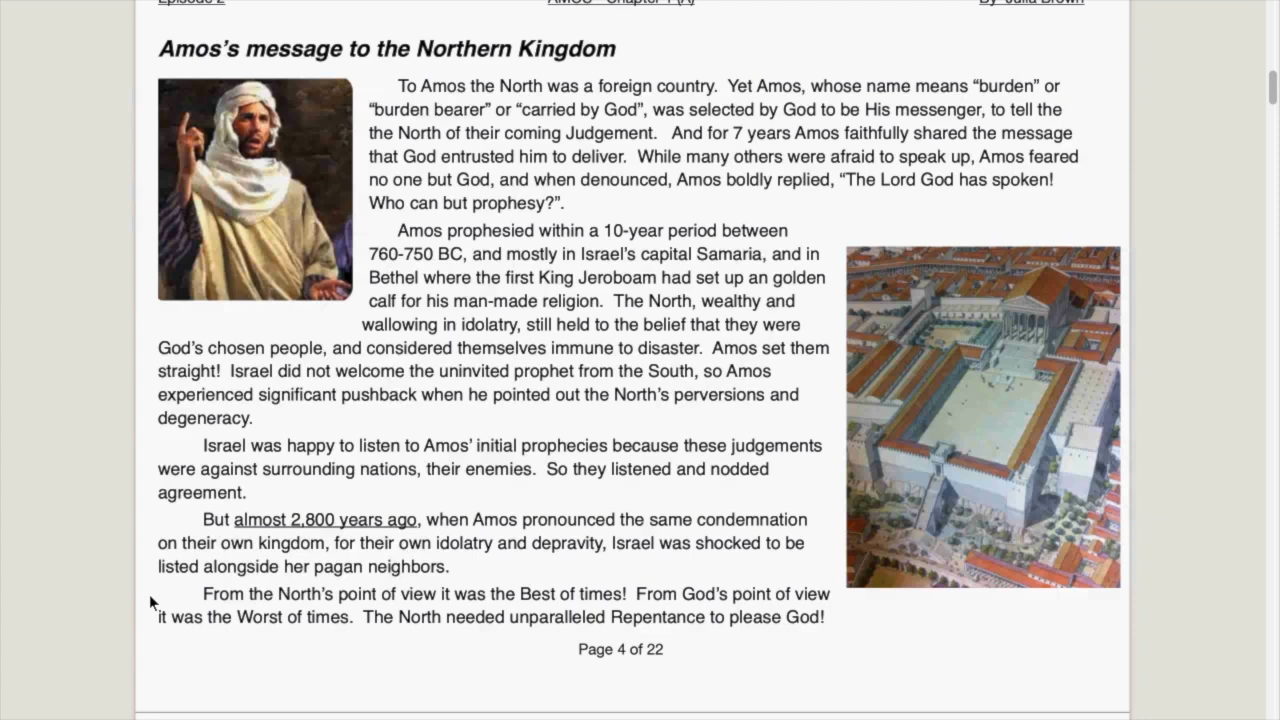 Episode 2 AMOS - Chapter 1 (A) By Julia Brown
Amos’s message to the Northern Kingdom
To Amos the North was a foreign country. Yet Amos, whose name means “burden” or
“burden bearer” or “carried by God”, was selected by God to be His messenger, to tell the
the North of their coming Judgement. And for 7 years Amos faithfully shared the message
that God entrusted him to deliver. While many others were afraid to speak up, Amos feared
no one but God, and when denounced, Amos boldly replied, “The Lord God has spoken!
Who can but prophesy?”.
Amos prophesied within a 10-year period between
760-750 BC, and mostly in Israel’s capital Samaria, and in
Bethel where the first King Jeroboam had set up an golden
calf for his man-made religion. The North, wealthy and
wallowing in idolatry, still held to the belief that they were
God’s chosen people, and considered themselves immune to disaster. Amos set them
straight! Israel did not welcome the uninvited prophet from the South, so Amos
experienced significant pushback when he pointed out the North’s perversions and
degeneracy.
Israel was happy to listen to Amos’ initial prophecies because these judgements
were against surrounding nations, their enemies. So they listened and nodded
agreement.
But almost 2,800 years ago, when Amos pronounced the same condemnation
on their own kingdom, for their own idolatry and depravity, Israel was shocked to be
listed alongside her pagan neighbors.
From the North’s point of view it was the Best of times! From God’s point of view
it was the Worst of times. The North needed unparalleled Repentance to please God!
Page 4 of 22